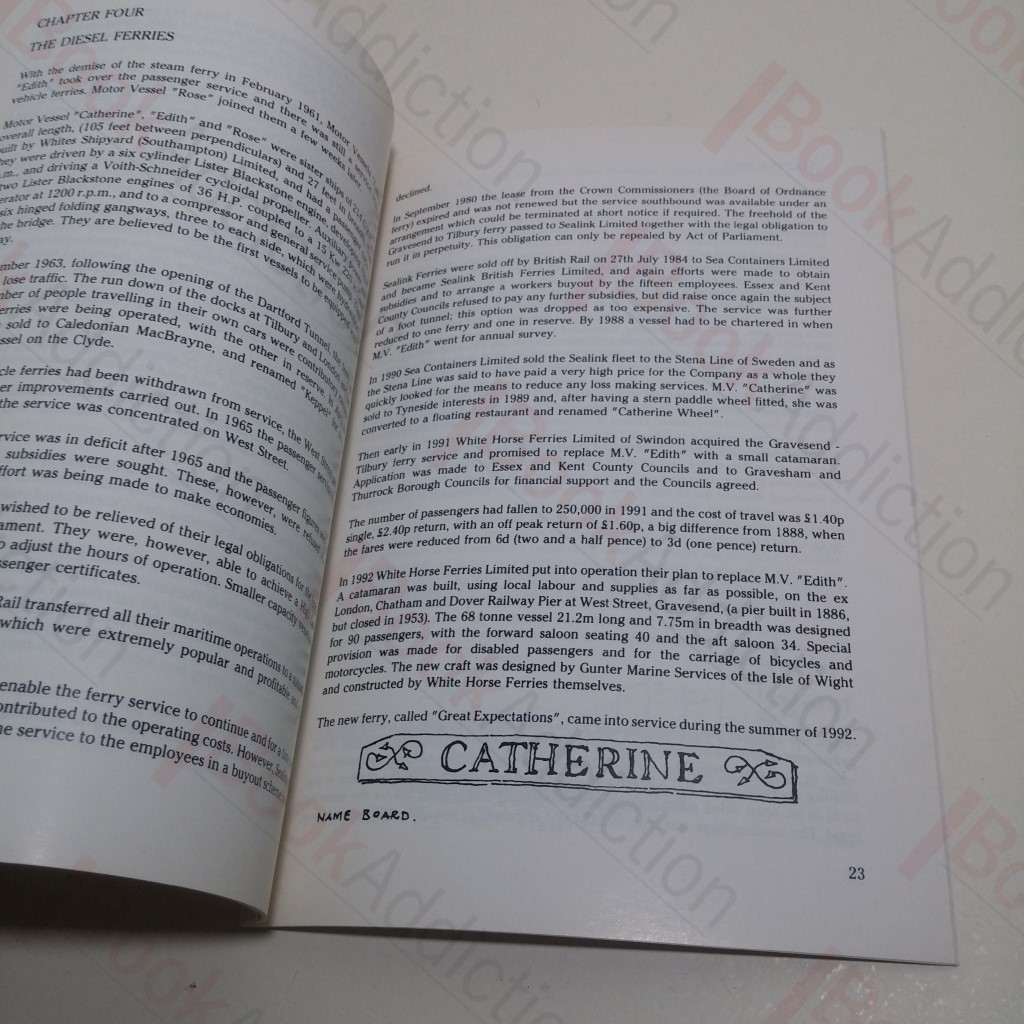 CHAPTER FOUR
THE DIESEL FERRIES
With the demise of the steam ferry in February 1961, Motor Vessel
"Edith" took over the passenger service and there was still a
vehicle ferries. Motor Vessel "Rose" joined them a few weeks later.
Motor Vessel "Catherine", "Edith" and "Rose" were sister ships of
overall length, (105 feet between perpendiculars) and 27 feet in
built by Whites Shipyard (Southampton) Limited, and had a
they were driven by a six cylinder Lister Blackstone engine
.m., and driving a Voith-Schneider cycloidal propeller. Auxiliary
two Lister Blackstone engines of 36 H.P. coupled to a 15 Kw
erator at 1200 r.p.m., and to a compressor and general service pump
six hinged folding gangways, three to each side, which were
the bridge. They are believed to be the first vessels to be equipped
ay.
mber 1963, following the opening of the Dartford Tunnel, the
lose traffic. The run down of the docks at Tilbury and London
mber of people travelling in their own cars were contributory
erries were being operated, with the other in reserve. In
sold to Caledonian MacBrayne, and renamed "Keppel" for
ssel on the Clyde.
cle ferries had been withdrawn from service, the West Street
er improvements carried out. In 1965 the passenger service
the service was concentrated on West Street.
rvice was in deficit after 1965 and the passenger figures
subsidies were sought. These, however, were refused
ffort was being made to make economies.
wished to be relieved of their legal obligations for the
ament. They were, however, able to achieve a
o adjust the hours of operation. Smaller capacity
ssenger certificates.
Rail transferred all their maritime operations to a
which were extremely popular and profitable
enable the ferry service to continue and for a
ontributed to the operating costs. However,
he service to the employees in a buyout scheme
declined.
In September 1980 the lease from the Crown Commissioners (the Board of Ordnance
ferry) expired and was not renewed but the service southbound was available under an
arrangement which could be terminated at short notice if required. The freehold of the
Gravesend to Tilbury ferry passed to Sealink Limited together with the legal obligation to
run it in perpetuity. This obligation can only be repealed by Act of Parliament.
Sealink Ferries were sold off by British Rail on 27th July 1984 to Sea Containers Limited
and became Sealink British Ferries Limited, and again efforts were made to obtain
subsidies and to arrange a workers buyout by the fifteen employees. Essex and Kent
County Councils refused to pay any further subsidies, but did raise once again the subject
of a foot tunnel; this option was dropped as too expensive. The service was further
reduced to one ferry and one in reserve. By 1988 a vessel had to be chartered in when
M.V. "Edith" went for annual survey.
In 1990 Sea Containers Limited sold the Sealink fleet to the Stena Line of Sweden and as
the Stena Line was said to have paid a very high price for the Company as a whole they
quickly looked for the means to reduce any loss making services. M.V. "Catherine" was
sold to Tyneside interests in 1989 and, after having a stern paddle wheel fitted, she was
converted to a floating restaurant and renamed "Catherine Wheel".
Then early in 1991 White Horse Ferries Limited of Swindon acquired the Gravesend -
Tilbury ferry service and promised to replace M.V. "Edith" with a small catamaran.
Application was made to Essex and Kent County Councils and to Gravesham and
Thurrock Borough Councils for financial support and the Councils agreed.
The number of passengers had fallen to 250,000 in 1991 and the cost of travel was £1.40p
single, £2.40p return, with an off peak return of £1.60p, a big difference from 1888, when
the fares were reduced from 6d (two and a half pence) to 3d (one pence) return.
In 1992 White Horse Ferries Limited put into operation their plan to replace M.V. "Edith".
A catamaran was built, using local labour and supplies as far as possible, on the ex
London, Chatham and Dover Railway Pier at West Street, Gravesend, (a pier built in 1886,
but closed in 1953). The 68 tonne vessel 21.2m long and 7.75m in breadth was designed
for 90 passengers, with the forward saloon seating 40 and the aft saloon 34. Special
provision was made for disabled passengers and for the carriage of bicycles and
motorcycles. The new craft was designed by Gunter Marine Services of the Isle of Wight
and constructed by White Horse Ferries themselves.
The new ferry, called "Great Expectations", came into service during the summer of 1992.
CATHERINE
NAME BOARD.
23
BookAddiction